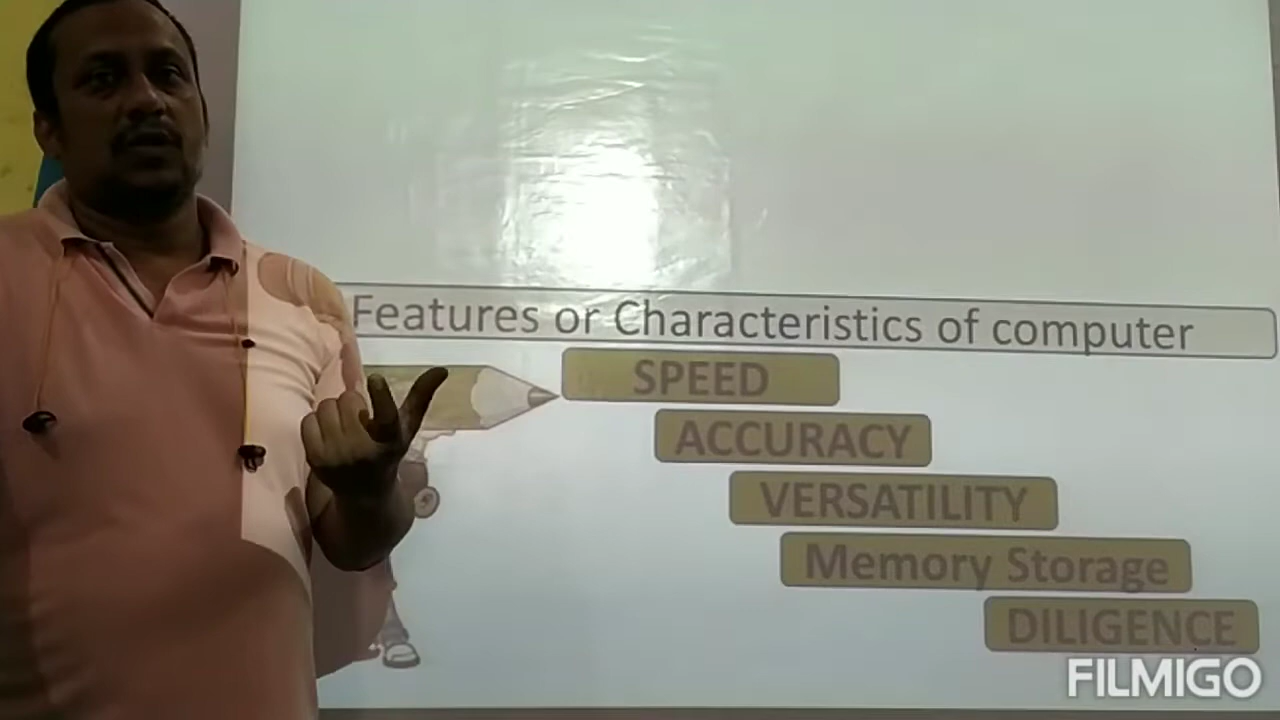 Features or Characteristics of computer
SPEED
ACCURACY
VERSATILITY
Memory Storage
DILIGENCE
FILMIGO